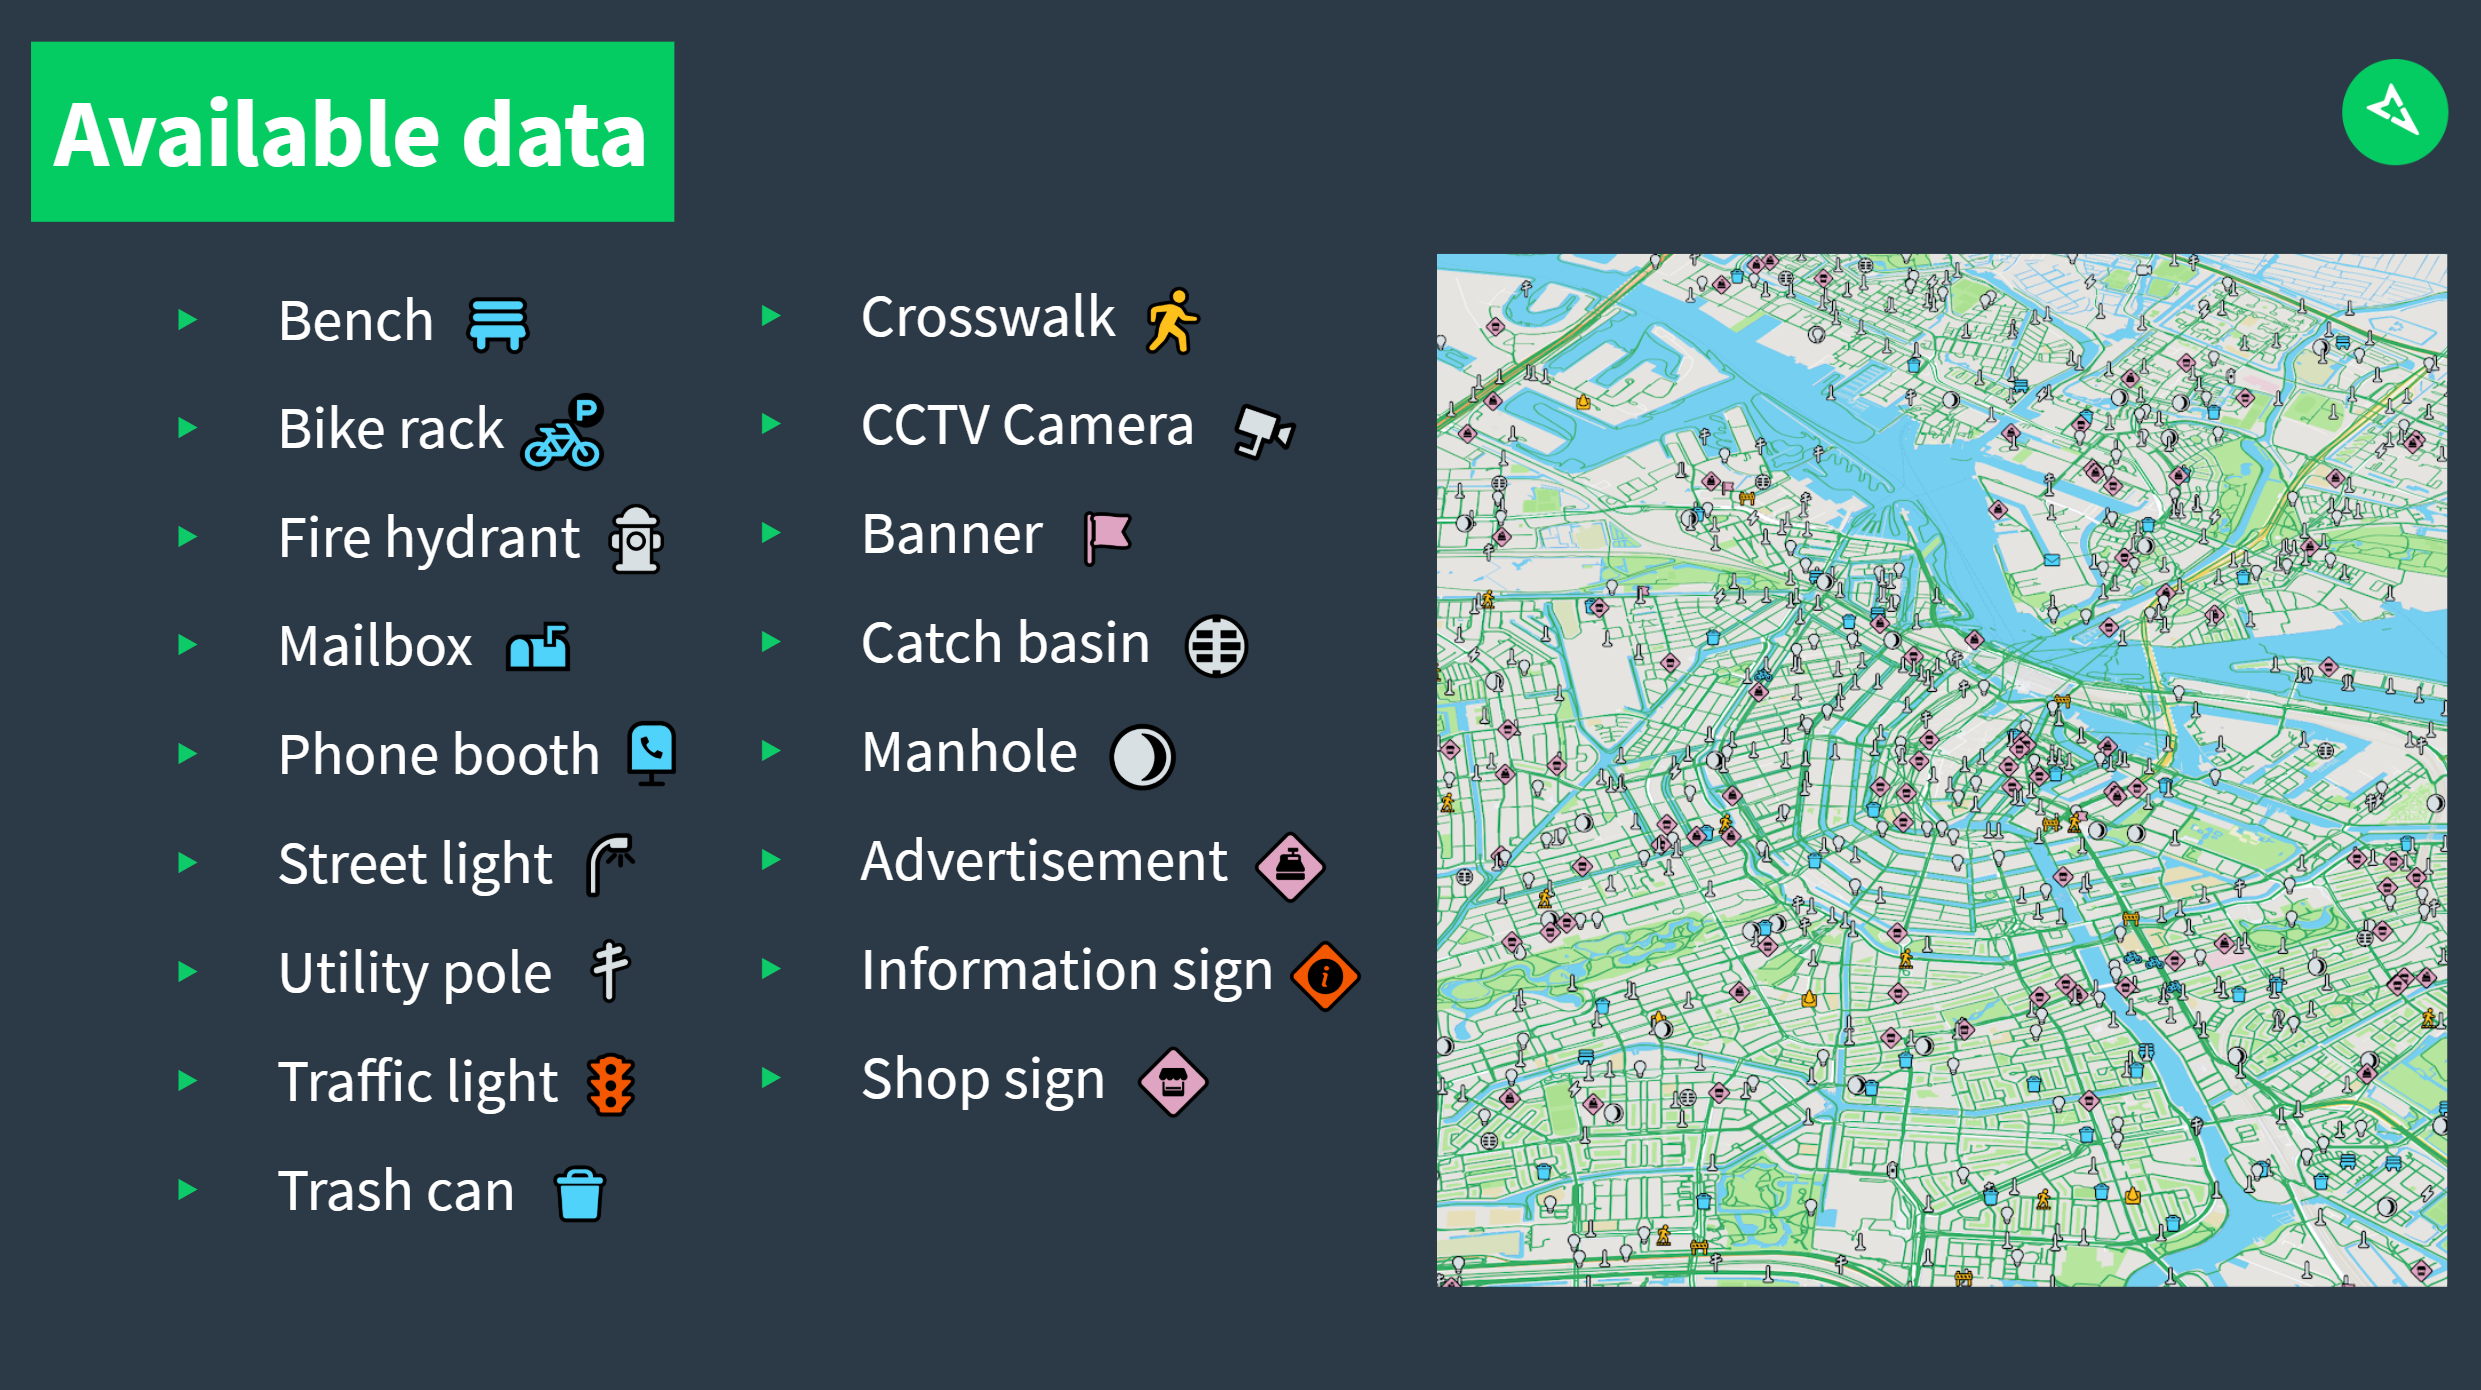 Available data
Bench
Bike rack
Fire hydrant
Mailbox
Phone booth
Street light
Utility pole
Traffic light
Trash can
Crosswalk
CCTV Camera
Banner
Catch basin
Manhole
Advertisement
Information sign
Shop sign